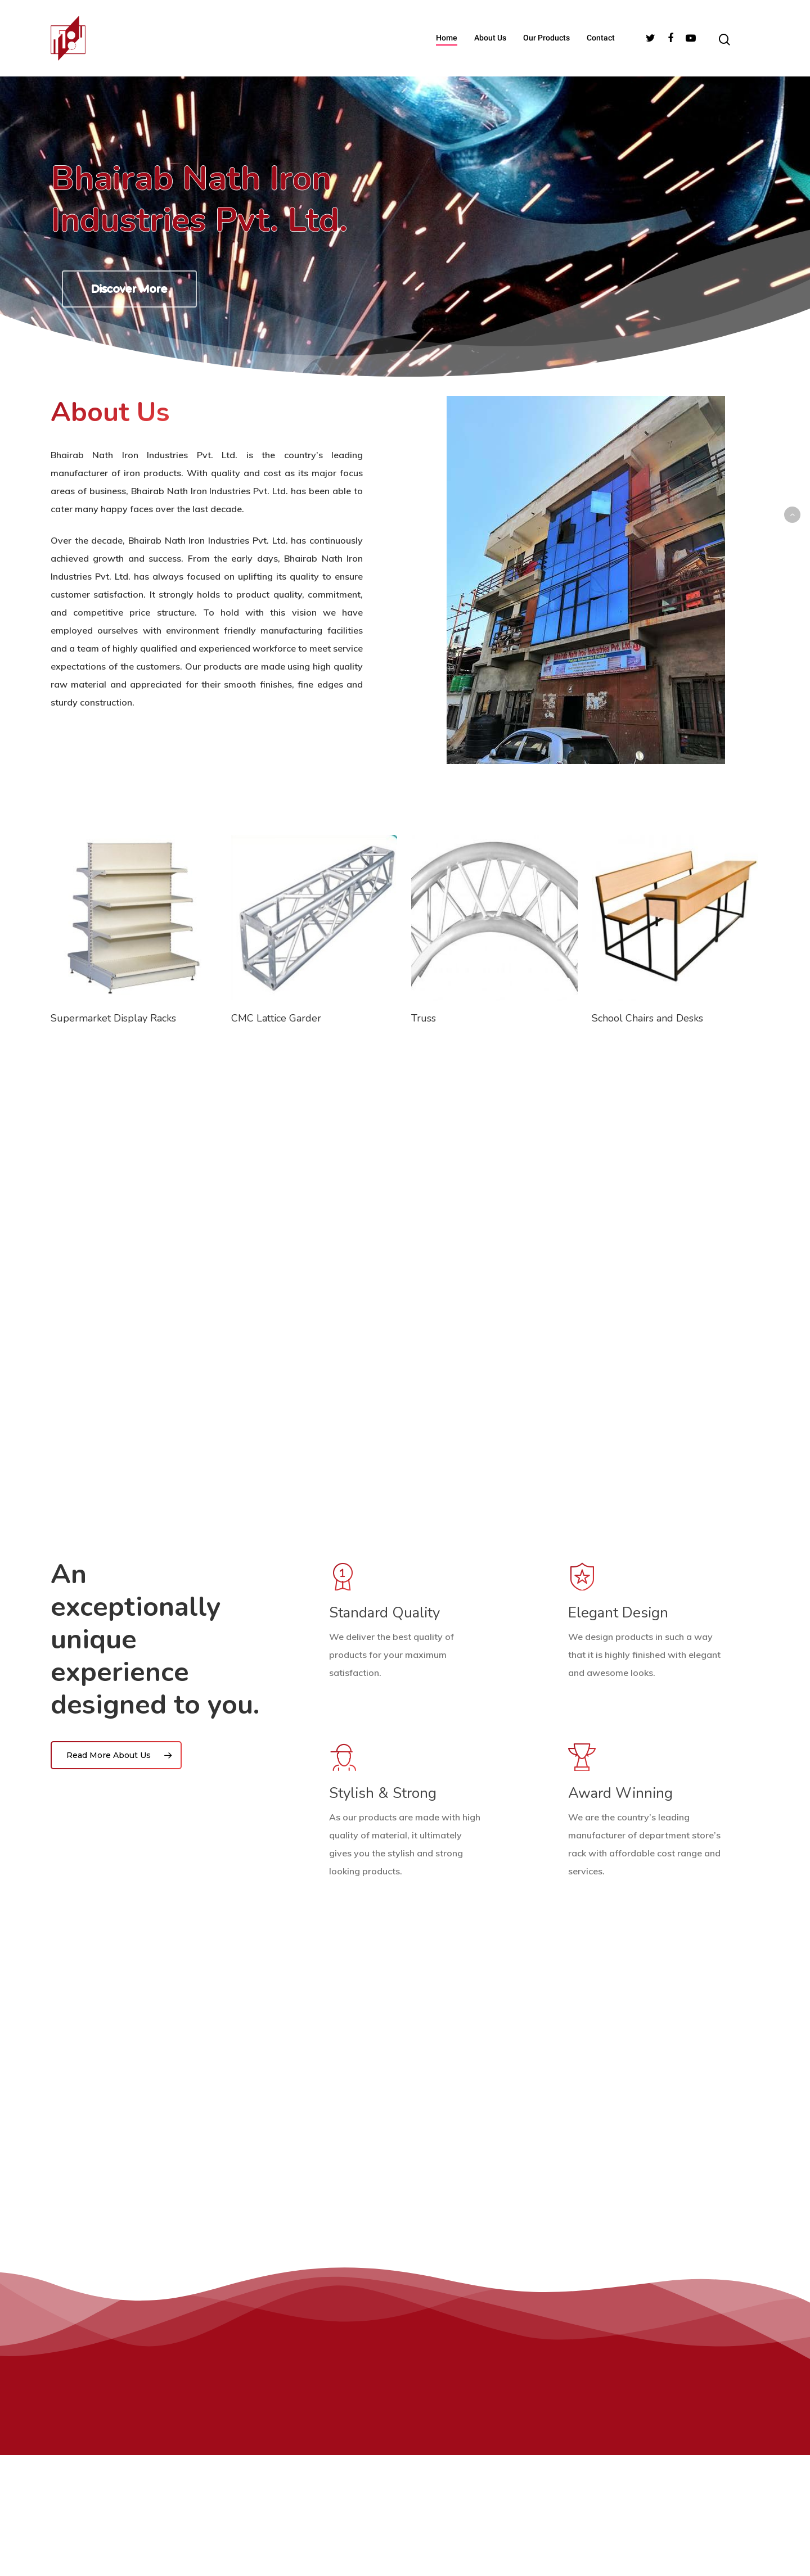 Home About Us Our Products Contact
Bhairab Nath Iron
Industries Pvt. Ltd.
Discover More
About Us
Bhairab Nath Iron Industries Pvt. Ltd. is the country's leading
manufacturer of iron products. With quality and cost as its major focus
areas of business, Bhairab Nath Iron Industries Pvt. Ltd. has been able to
cater many happy faces over the last decade.
Over the decade, Bhairab Nath Iron Industries Pvt. Ltd. has continuously
achieved growth and success. From the early days, Bhairab Nath Iron
Industries Pvt. Ltd. has always focused on uplifting its quality to ensure
customer satisfaction. It strongly holds to product quality, commitment,
and competitive price structure. To hold with this vision we have
employed ourselves with environment friendly manufacturing facilities
and a team of highly qualified and experienced workforce to meet service
expectations of the customers. Our products are made using high quality
raw material and appreciated for their smooth finishes, fine edges and
sturdy construction.
Bhairab Nath Iron Industries Pvt. Ltd.
Supermarket Display Racks
CMC Lattice Garder
Truss
School Chairs and Desks
An
exceptionally
unique
experience
designed to you.
Read More About Us
1
Standard Quality
We deliver the best quality of
products for your maximum
satisfaction.
Elegant Design
We design products in such a way
that it is highly finished with elegant
and awesome looks.
Stylish & Strong
As our products are made with high
quality of material, it ultimately
gives you the stylish and strong
looking products.
Award Winning
We are the country's leading
manufacturer of department store's
rack with affordable cost range and
services.